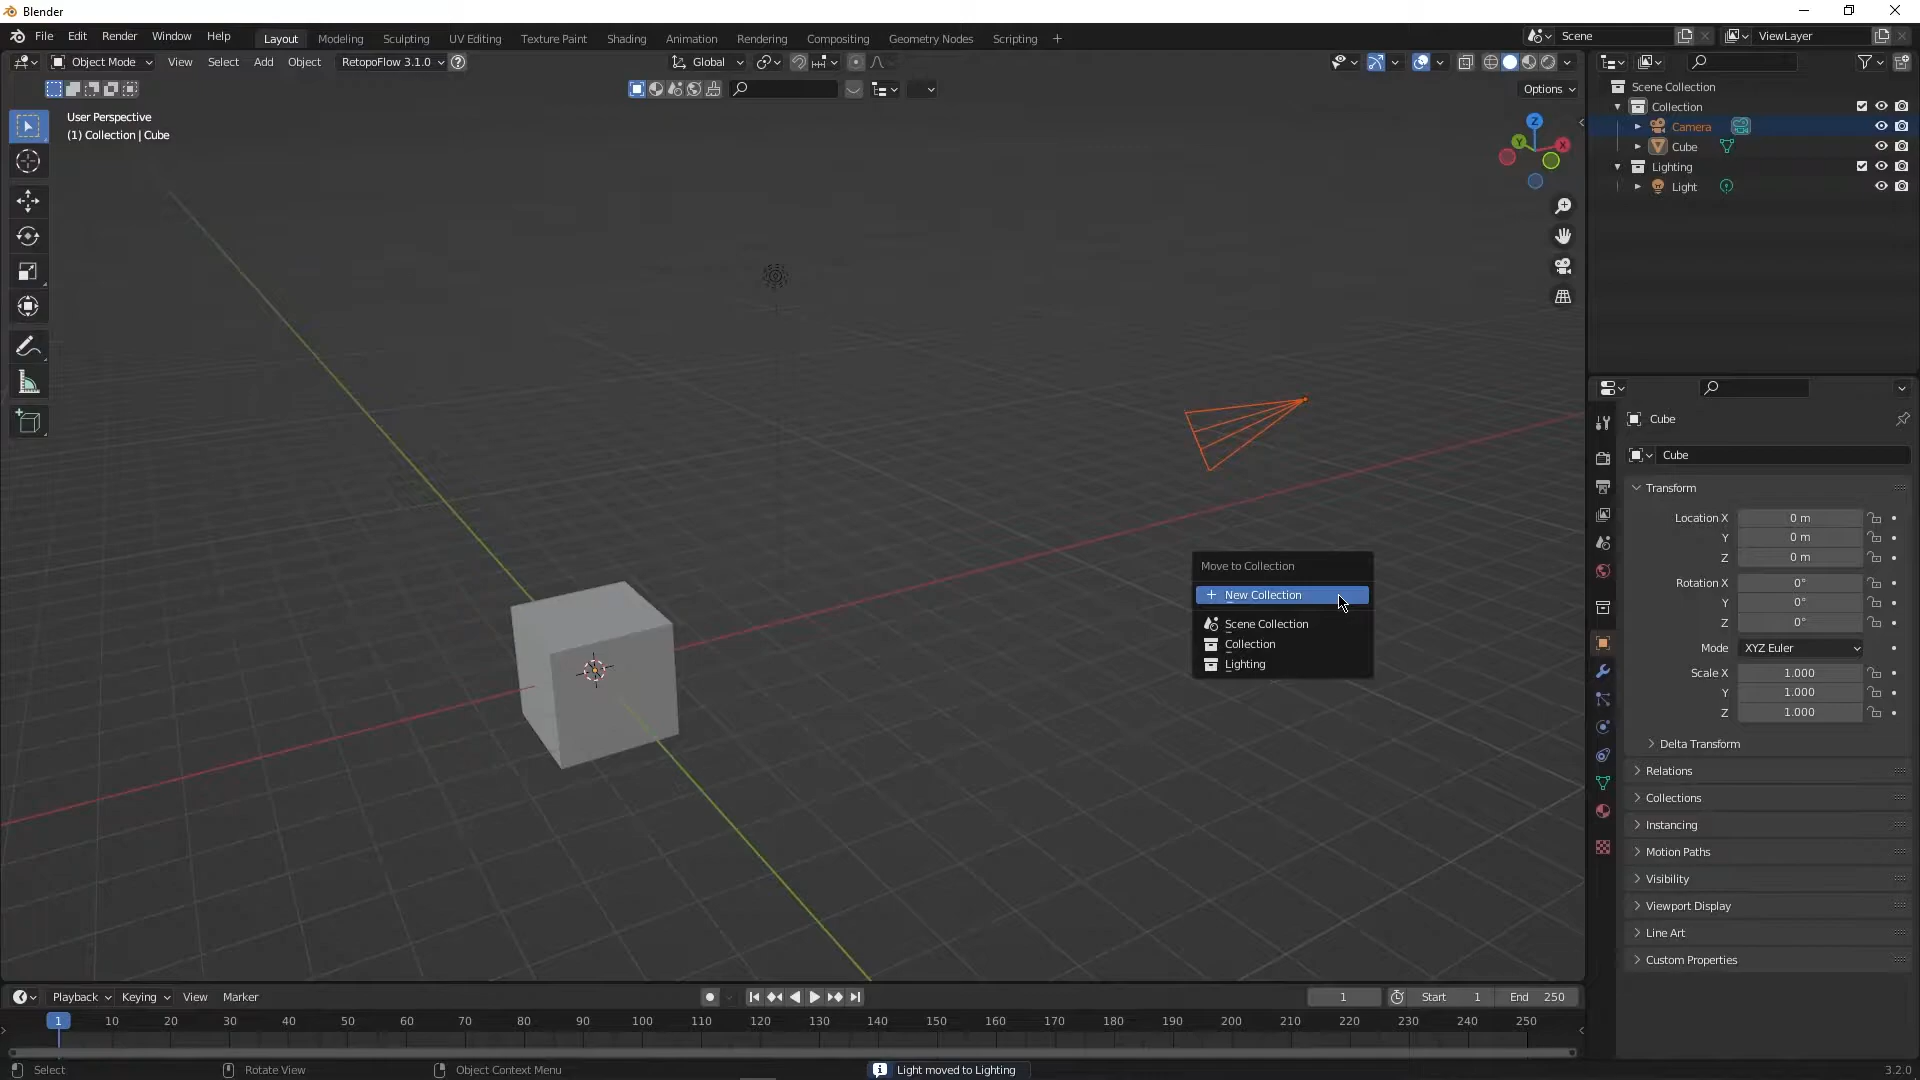 Blender
File Edit Render Window Help Layout Modeling Sculpting UV Editing Texture Paint Shading Animation Rendering Compositing Geometry Nodes Scripting + Scene ViewLayer
Object Mode View Select Add Object RetopoFlow 3.1.0 Global
Options
User Perspective
(1) Collection | Cube
Z
Y
X
Scene Collection
Collection
Camera
Cube
Lighting
Light
Move to Collection
New Collection
Scene Collection
Collection
Lighting
Cube
Cube
Transform
Location X 0 m
Y 0 m
Z 0 m
Rotation X 0°
Y 0°
Z 0°
Mode XYZ Euler
Scale X 1.000
Y 1.000
Z 1.000
Delta Transform
Relations
Collections
Instancing
Motion Paths
Visibility
Viewport Display
Line Art
Custom Properties
Playback Keying View Marker 1 Start 1 End 250
1 10 20 30 40 50 60 70 80 90 100 110 120 130 140 150 160 170 180 190 200 210 220 230 240 250
Select Rotate View Object Context Menu Light moved to Lighting 3.2.0